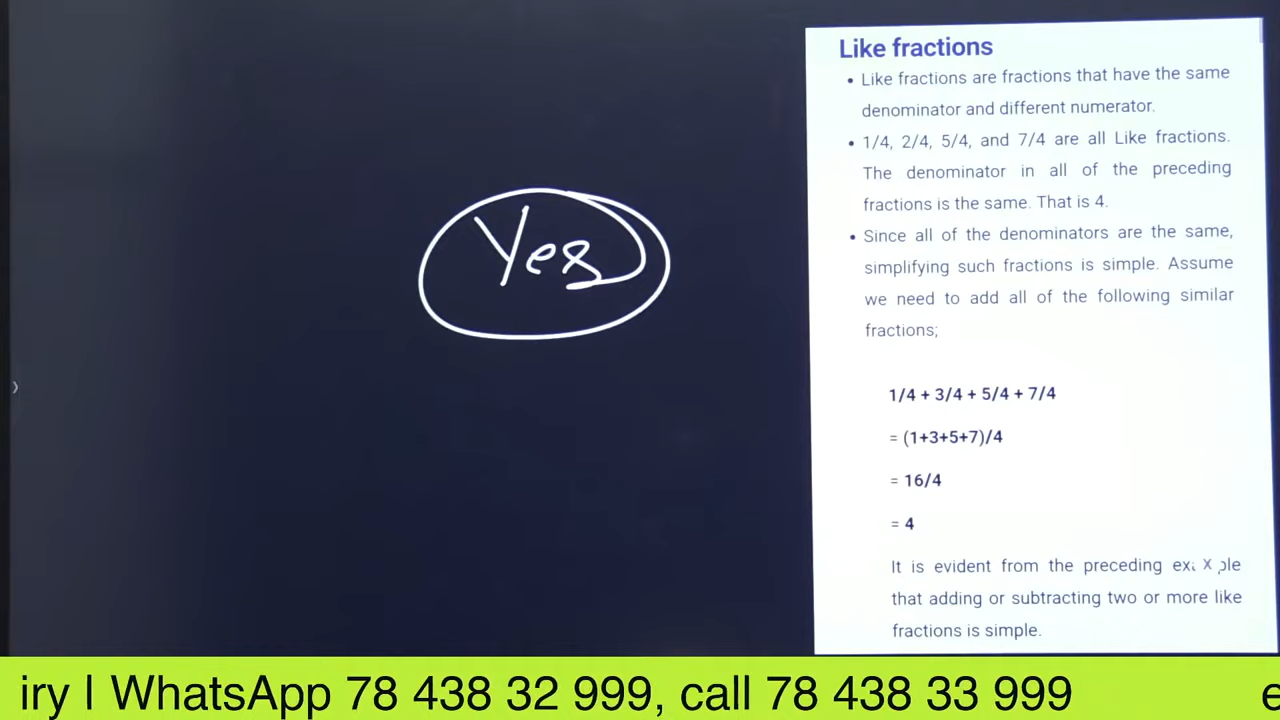 Yes
Like fractions
• Like fractions are fractions that have the same
denominator and different numerator.
• 1/4, 2/4, 5/4, and 7/4 are all Like fractions.
The denominator in all of the preceding
fractions is the same. That is 4.
• Since all of the denominators are the same,
simplifying such fractions is simple. Assume
we need to add all of the following similar
fractions;
1/4 + 3/4 + 5/4 + 7/4
= (1+3+5+7)/4
= 16/4
= 4
It is evident from the preceding
that adding or subtracting two or more like
fractions is simple.
iry I WhatsApp 78 438 32 999, call 78 438 33 999 e